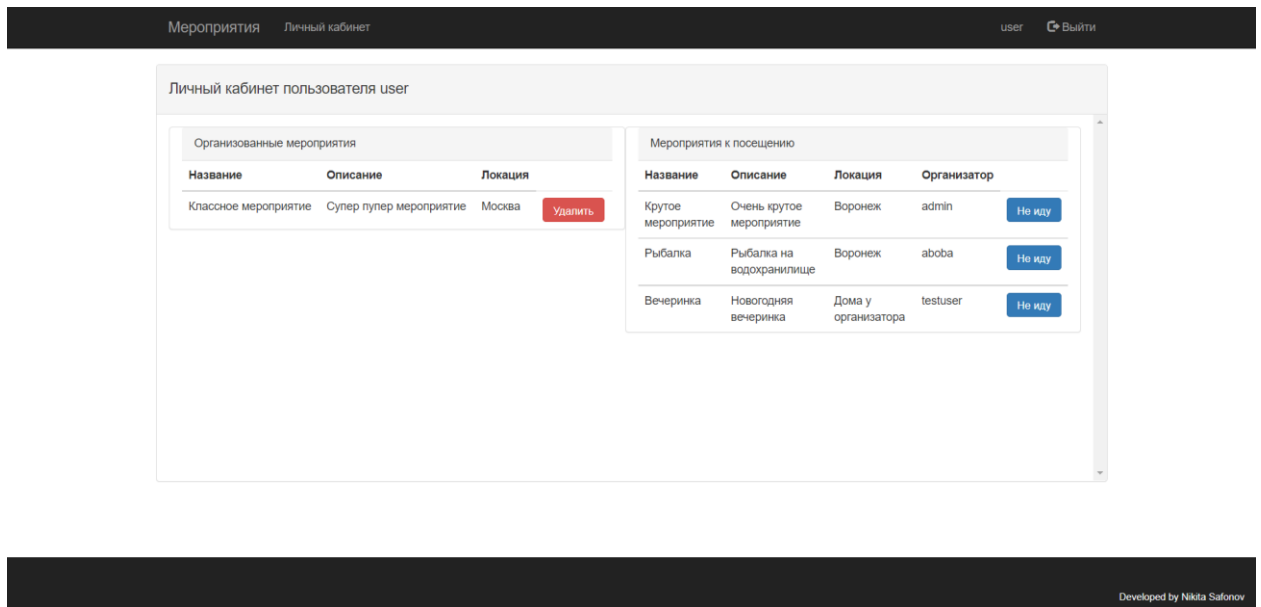 Мероприятия Личный кабинет user Выйти
Личный кабинет пользователя user
Организованные мероприятия
Название Описание Локация
Классное мероприятие Супер пупер мероприятие Москва Удалить
Мероприятия к посещению
Название Описание Локация Организатор
Крутое Очень крутое Воронеж admin Не иду
мероприятие мероприятие
Рыбалка Рыбалка на Воронеж aboba Не иду
водохранилище
Вечеринка Новогодняя Дома у testuser Не иду
вечеринка организатора
Developed by Nikita Safonov